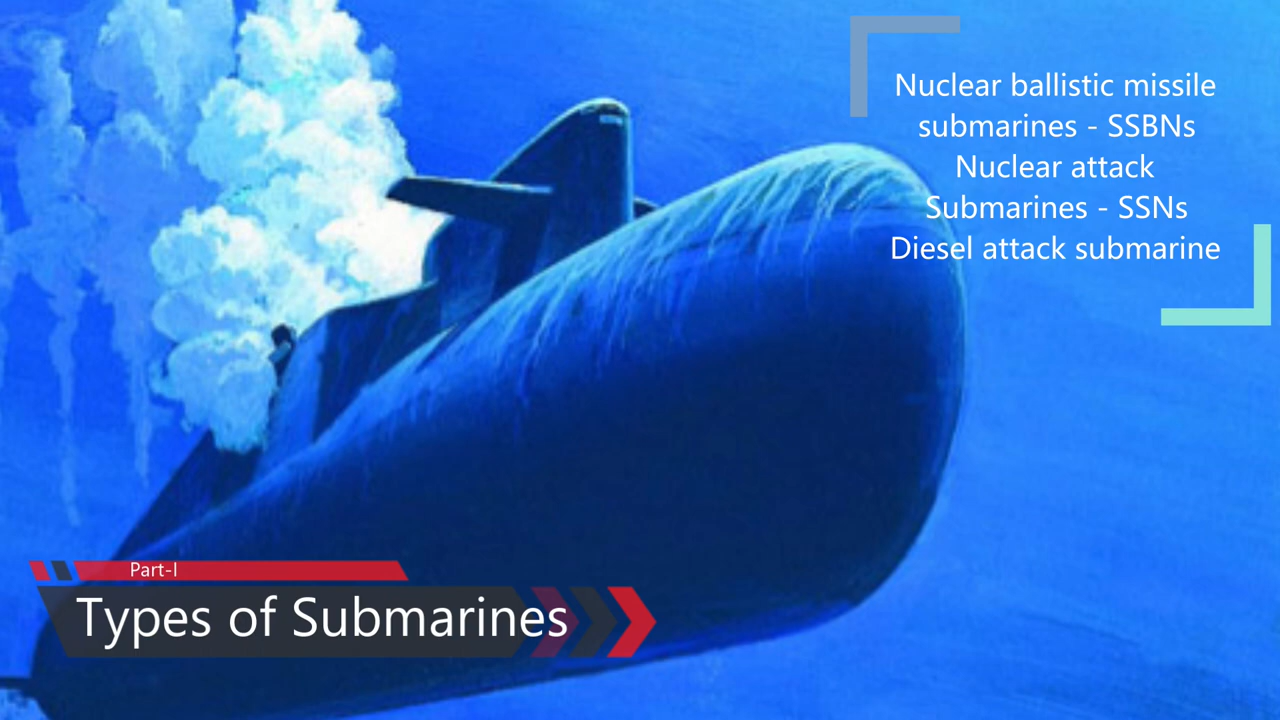 Nuclear ballistic missile
submarines - SSBNs
Nuclear attack
Submarines - SSNs
Diesel attack submarine
Part-I
Types of Submarines